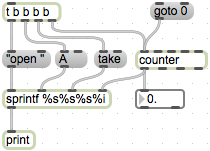 t b b b b
goto 0
"open "
A
take
counter
sprintf %s%s%s%i
0.
print